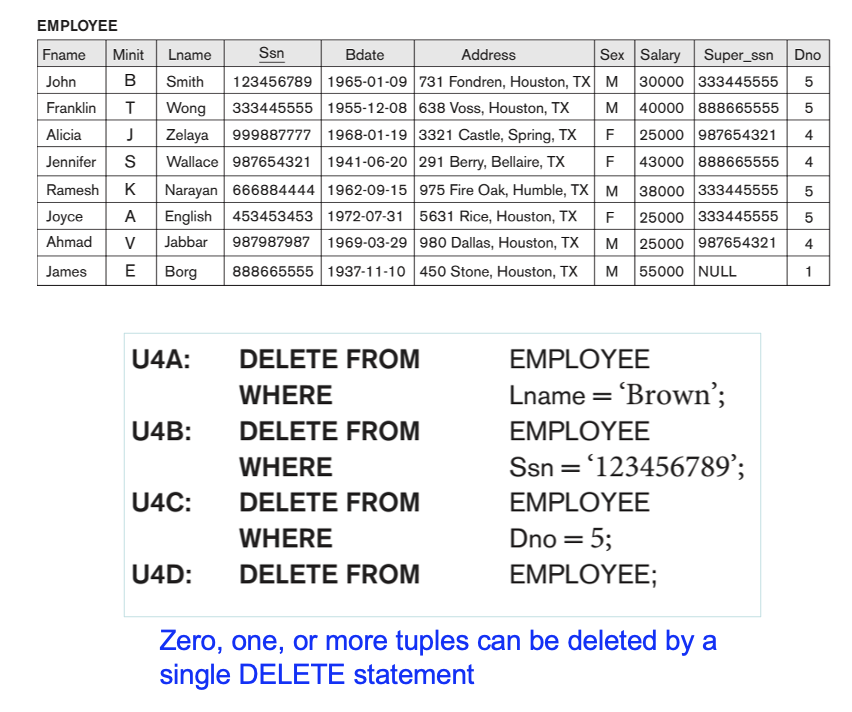 EMPLOYEE
Fname Minit Lname Ssn Bdate Address Sex Salary Super_ssn Dno
John B Smith 123456789 1965-01-09 731 Fondren, Houston, TX M 30000 333445555 5
Franklin T Wong 333445555 1955-12-08 638 Voss, Houston, TX M 40000 888665555 5
Alicia J Zelaya 999887777 1968-01-19 3321 Castle, Spring, TX F 25000 987654321 4
Jennifer S Wallace 987654321 1941-06-20 291 Berry, Bellaire, TX F 43000 888665555 4
Ramesh K Narayan 666884444 1962-09-15 975 Fire Oak, Humble, TX M 38000 333445555 5
Joyce A English 453453453 1972-07-31 5631 Rice, Houston, TX F 25000 333445555 5
Ahmad V Jabbar 987987987 1969-03-29 980 Dallas, Houston, TX M 25000 987654321 4
James E Borg 888665555 1937-11-10 450 Stone, Houston, TX M 55000 NULL 1
U4A: DELETE FROM EMPLOYEE
WHERE Lname = ‘Brown’;
U4B: DELETE FROM EMPLOYEE
WHERE Ssn = ‘123456789’;
U4C: DELETE FROM EMPLOYEE
WHERE Dno = 5;
U4D: DELETE FROM EMPLOYEE;
Zero, one, or more tuples can be deleted by a
single DELETE statement